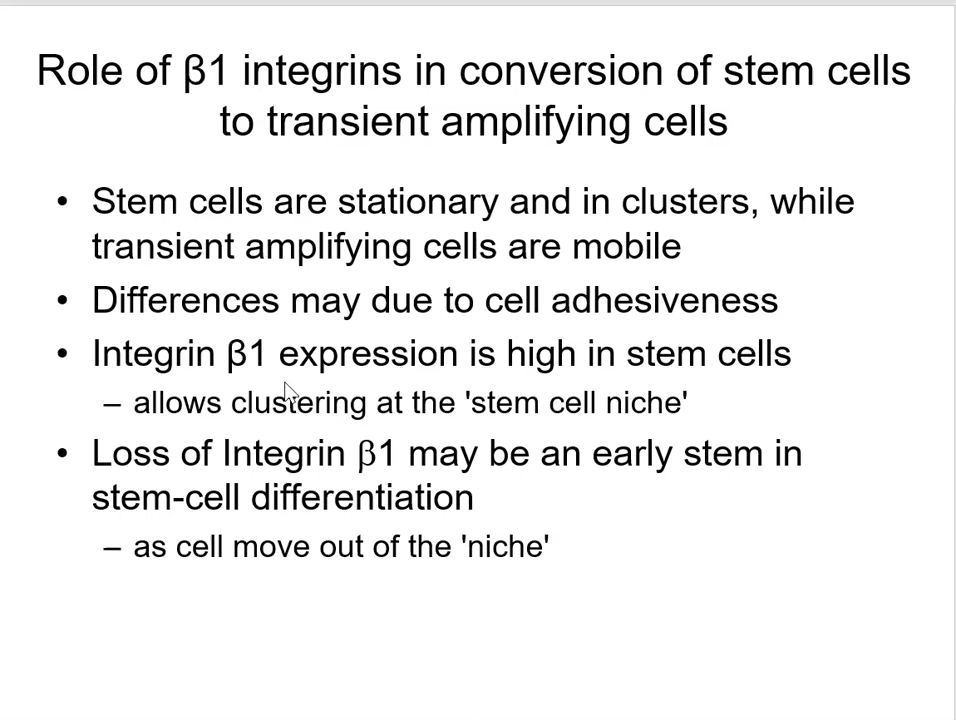 Role of β1 integrins in conversion of stem cells
to transient amplifying cells
• Stem cells are stationary and in clusters, while
transient amplifying cells are mobile
• Differences may due to cell adhesiveness
• Integrin β1 expression is high in stem cells
– allows clustering at the 'stem cell niche'
• Loss of Integrin β1 may be an early stem in
stem-cell differentiation
– as cell move out of the 'niche'